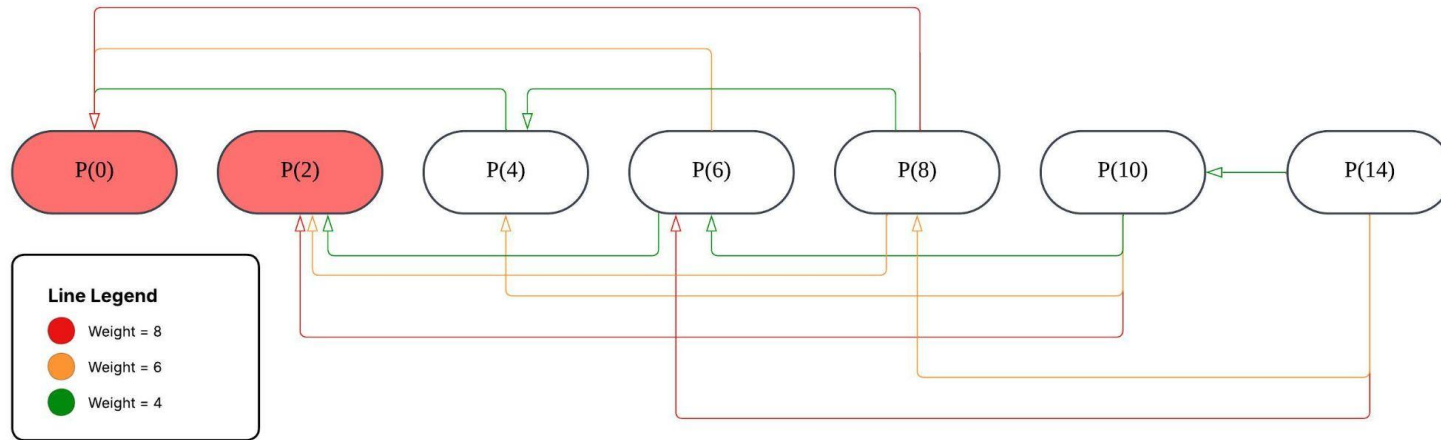 P(0)
P(2)
P(4)
P(6)
P(8)
P(10)
P(14)
Line Legend
Weight = 8
Weight = 6
Weight = 4